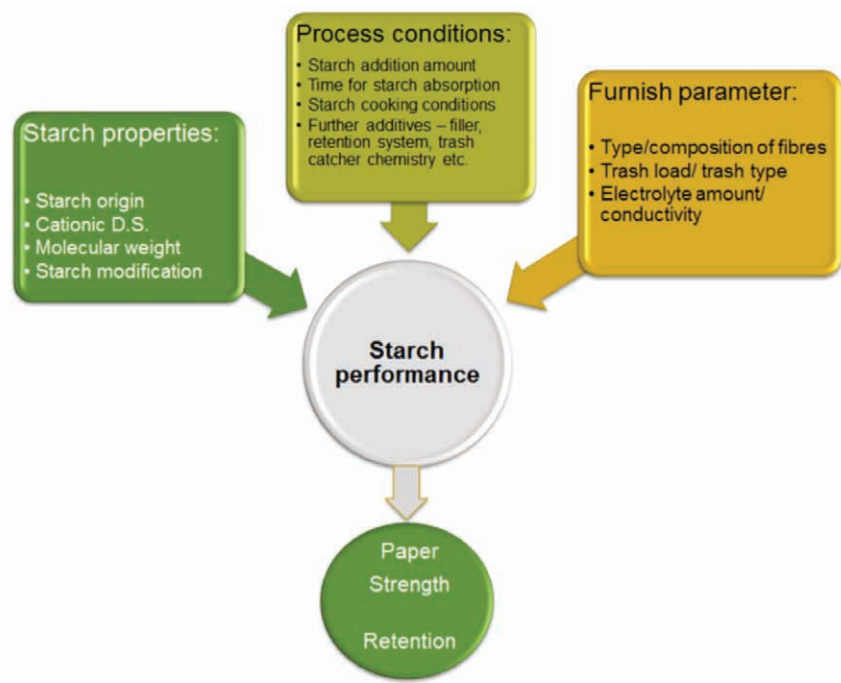 Starch properties:
• Starch origin
• Cationic D.S.
• Molecular weight
• Starch modification
Process conditions:
• Starch addition amount
• Time for starch absorption
• Starch cooking conditions
• Further additives – filler,
retention system, trash
catcher chemistry etc.
Furnish parameter:
• Type/composition of fibres
• Trash load/ trash type
• Electrolyte amount/
conductivity
Starch
performance
Paper
Strength
Retention